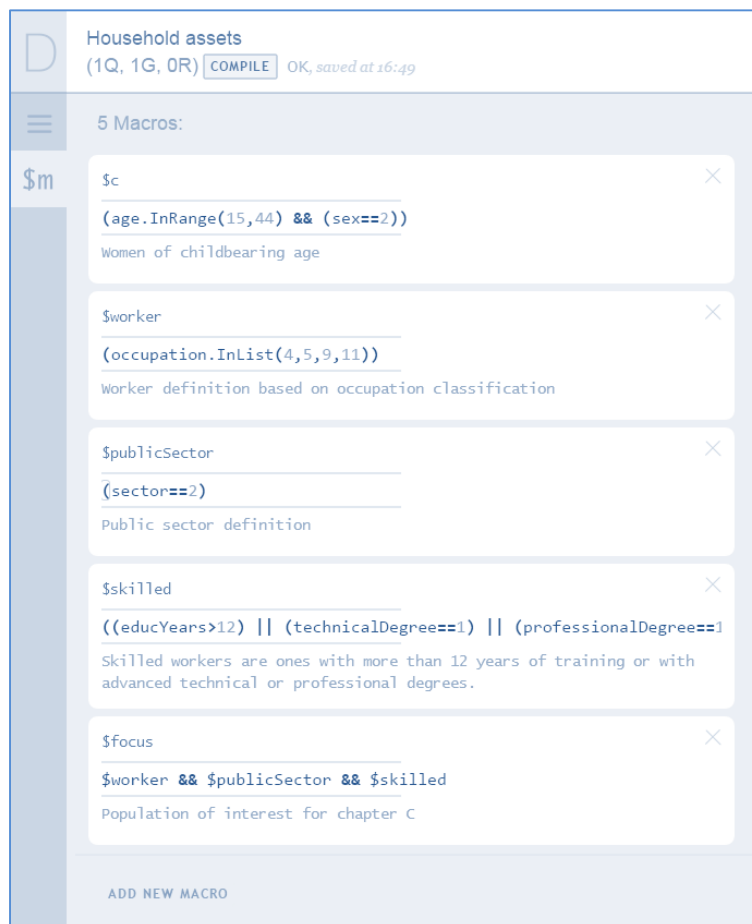 D
Household assets
(1Q, 1G, 0R) COMPILE OK, saved at 16:49
5 Macros:
$m
$c
(age.InRange(15,44) && (sex==2))
Women of childbearing age
$worker
(occupation.InList(4,5,9,11))
Worker definition based on occupation classification
$publicSector
(sector==2)
Public sector definition
$skilled
((educYears>12) || (technicalDegree==1) || (professionalDegree==1
Skilled workers are ones with more than 12 years of training or with
advanced technical or professional degrees.
$focus
$worker && $publicSector && $skilled
Population of interest for chapter C
ADD NEW MACRO